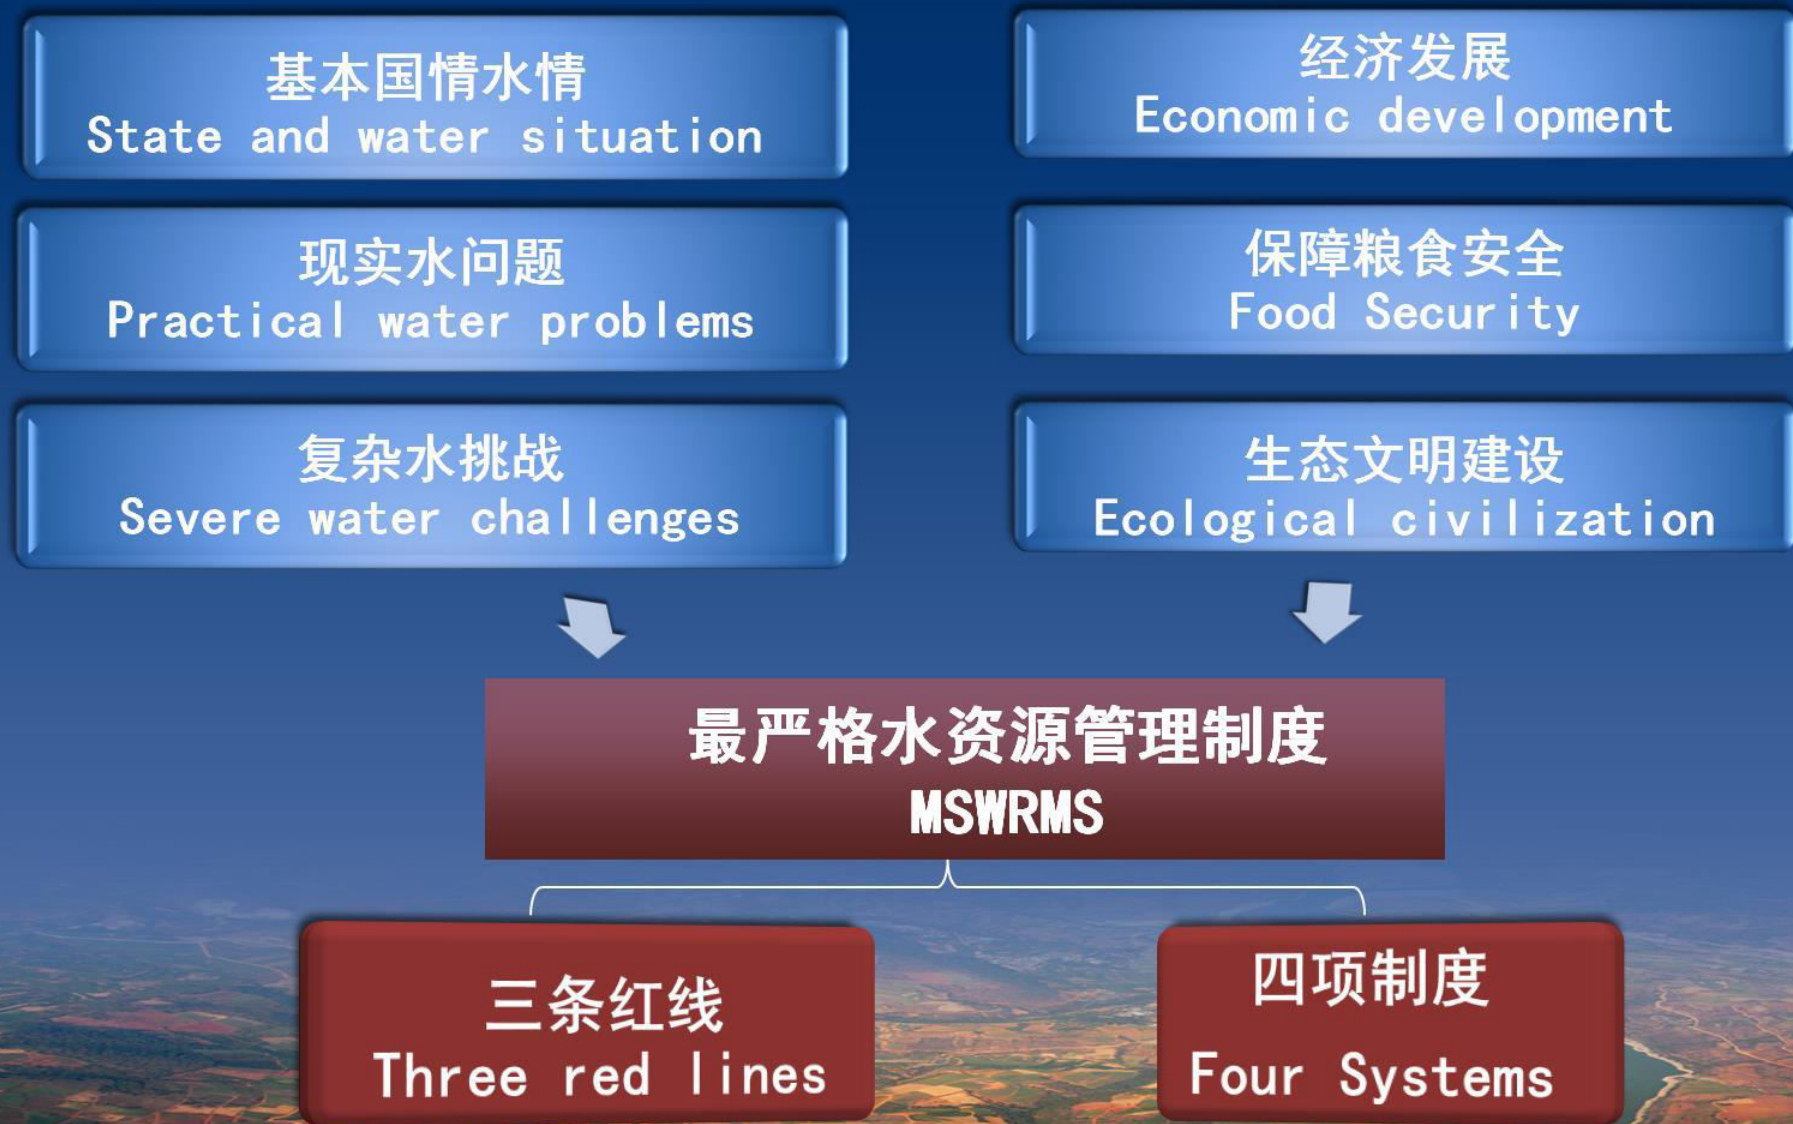 基本国情水情
State and water situation
现实水问题
Practical water problems
复杂水挑战
Severe water challenges
经济发展
Economic development
保障粮食安全
Food Security
生态文明建设
Ecological civilization
最严格水资源管理制度
MSWRMS
三条红线
Three red lines
四项制度
Four Systems